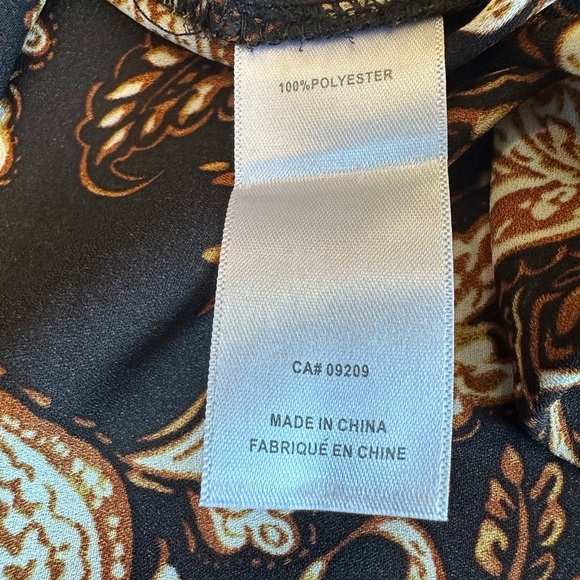 100%POLYESTER
CA# 09209
MADE IN CHINA
FABRIQUÉ EN CHINE